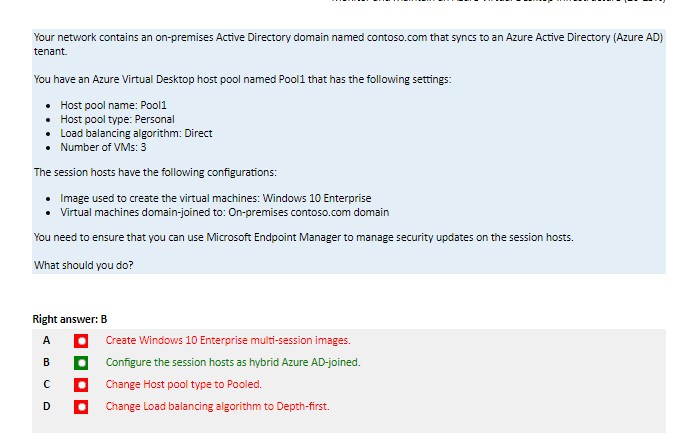 Your network contains an on-premises Active Directory domain named contoso.com that syncs to an Azure Active Directory (Azure AD)
tenant.
You have an Azure Virtual Desktop host pool named Pool1 that has the following settings:
• Host pool name: Pool1
• Host pool type: Personal
• Load balancing algorithm: Direct
• Number of VMs: 3
The session hosts have the following configurations:
• Image used to create the virtual machines: Windows 10 Enterprise
• Virtual machines domain-joined to: On-premises contoso.com domain
You need to ensure that you can use Microsoft Endpoint Manager to manage security updates on the session hosts.
What should you do?
Right answer: B
A Create Windows 10 Enterprise multi-session images.
B Configure the session hosts as hybrid Azure AD-joined.
C Change Host pool type to Pooled.
D Change Load balancing algorithm to Depth-first.